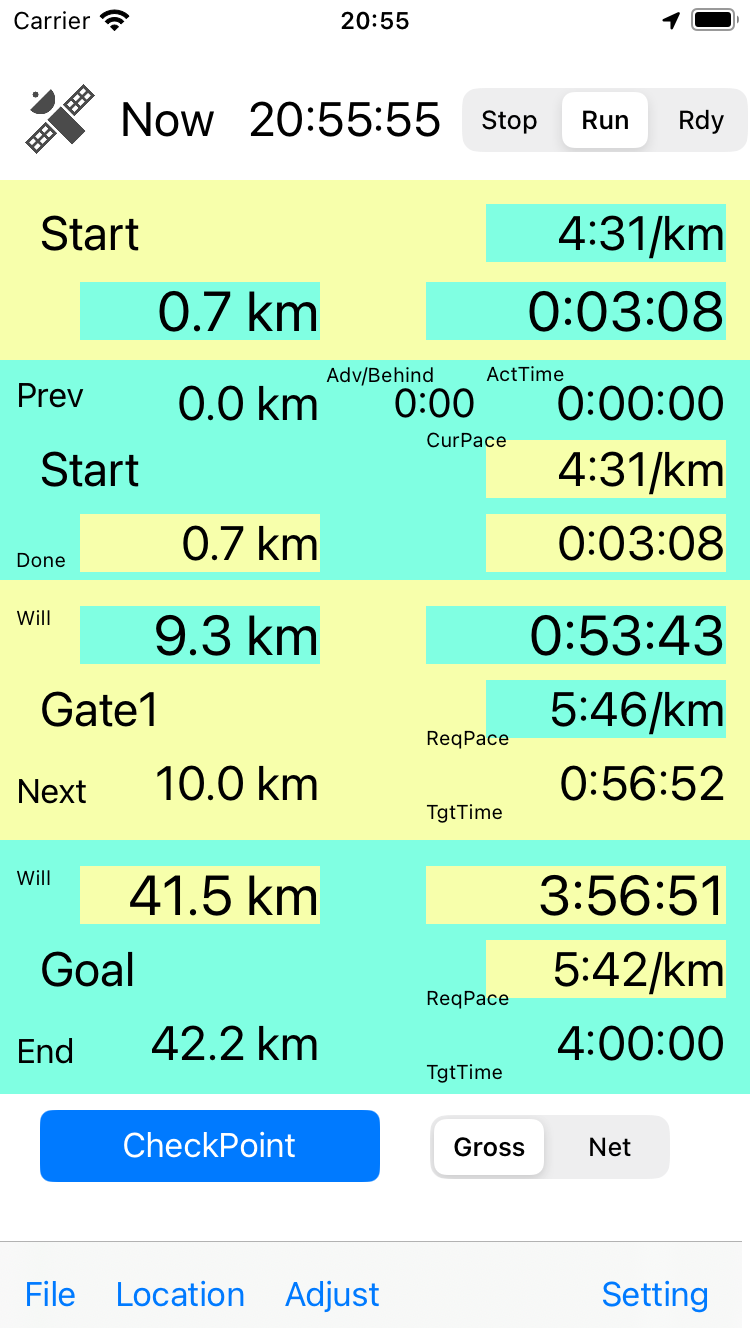 Carrier 20:55
Now 20:55:55 Stop Run Rdy
Start 4:31/km
0.7 km 0:03:08
Prev 0.0 km Adv/Behind 0:00 ActTime 0:00:00
Start CurPace 4:31/km
Done 0.7 km 0:03:08
Will 9.3 km 0:53:43
Gate1 ReqPace 5:46/km
Next 10.0 km TgtTime 0:56:52
Will 41.5 km 3:56:51
Goal ReqPace 5:42/km
End 42.2 km TgtTime 4:00:00
CheckPoint Gross Net
File Location Adjust Setting